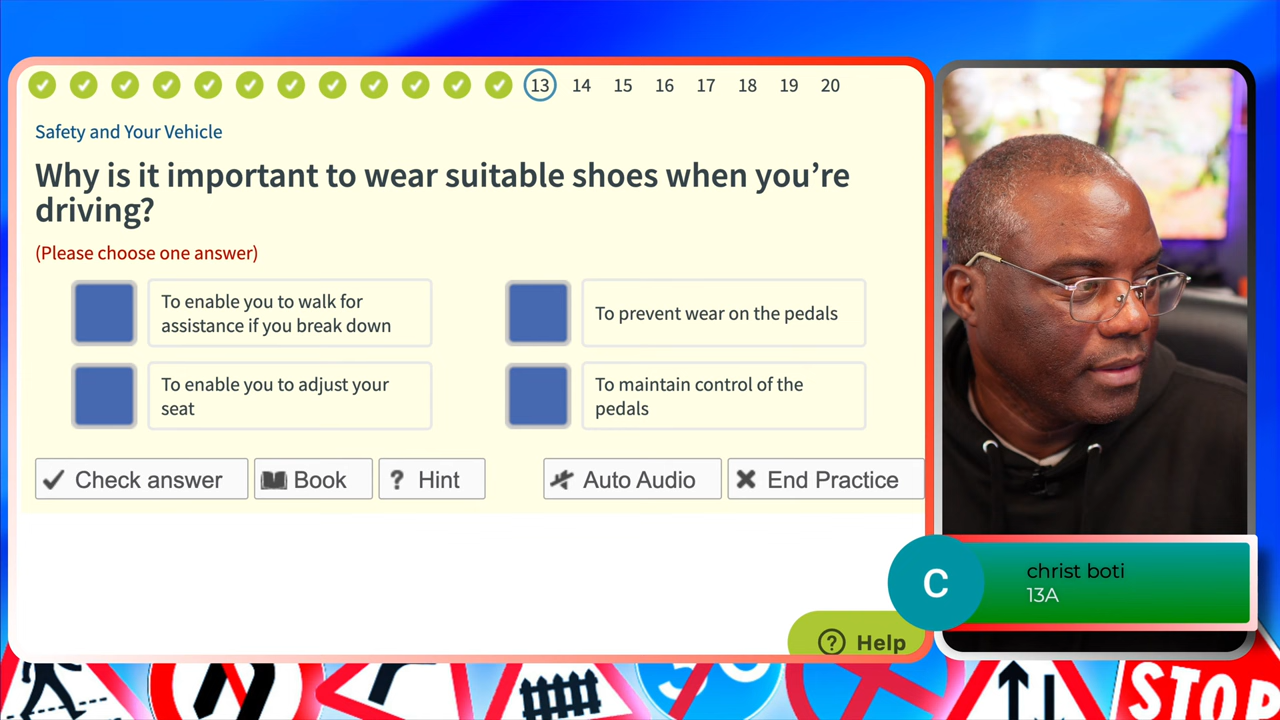 13 14 15 16 17 18 19 20
Safety and Your Vehicle
Why is it important to wear suitable shoes when you’re
driving?
(Please choose one answer)
To enable you to walk for
assistance if you break down
To prevent wear on the pedals
To enable you to adjust your
seat
To maintain control of the
pedals
Check answer
Book
? Hint
Auto Audio
End Practice
C
christ boti
13A
? Help
STOP